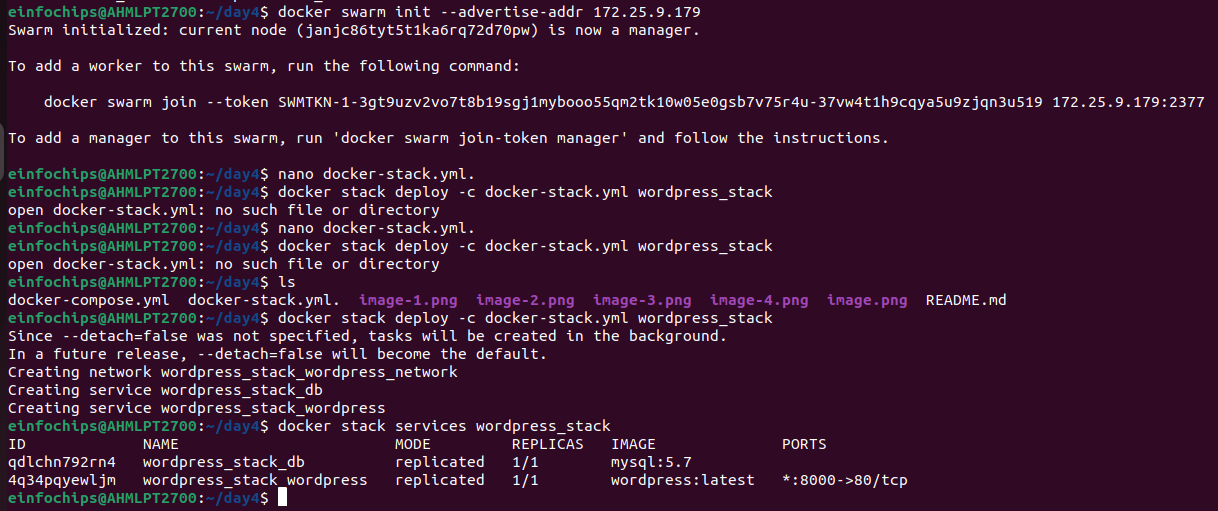 einfochips@AHMLPT2700:~/day4$ docker swarm init --advertise-addr 172.25.9.179
Swarm initialized: current node (janjc86tyt5t1ka6rq72d70pw) is now a manager.
To add a worker to this swarm, run the following command:
docker swarm join --token SWMTKN-1-3gt9uzv2vo7t8b19sgj1mybooo55qm2tk10w05e0gsb7v75r4u-37vw4t1h9cqya5u9zjqn3u519 172.25.9.179:2377
To add a manager to this swarm, run 'docker swarm join-token manager' and follow the instructions.
einfochips@AHMLPT2700:~/day4$ nano docker-stack.yml.
einfochips@AHMLPT2700:~/day4$ docker stack deploy -c docker-stack.yml wordpress_stack
open docker-stack.yml: no such file or directory
einfochips@AHMLPT2700:~/day4$ nano docker-stack.yml.
einfochips@AHMLPT2700:~/day4$ docker stack deploy -c docker-stack.yml wordpress_stack
open docker-stack.yml: no such file or directory
einfochips@AHMLPT2700:~/day4$ ls
docker-compose.yml  docker-stack.yml.  image-1.png  image-2.png  image-3.png  image-4.png  image.png  README.md
einfochips@AHMLPT2700:~/day4$ docker stack deploy -c docker-stack.yml wordpress_stack
Since --detach=false was not specified, tasks will be created in the background.
In a future release, --detach=false will become the default.
Creating network wordpress_stack_wordpress_network
Creating service wordpress_stack_db
Creating service wordpress_stack_wordpress
einfochips@AHMLPT2700:~/day4$ docker stack services wordpress_stack
ID             NAME                        MODE         REPLICAS   IMAGE              PORTS
qdlchn792rn4   wordpress_stack_db          replicated   1/1        mysql:5.7
4q34pqyewljm   wordpress_stack_wordpress   replicated   1/1        wordpress:latest   *:8000->80/tcp
einfochips@AHMLPT2700:~/day4$